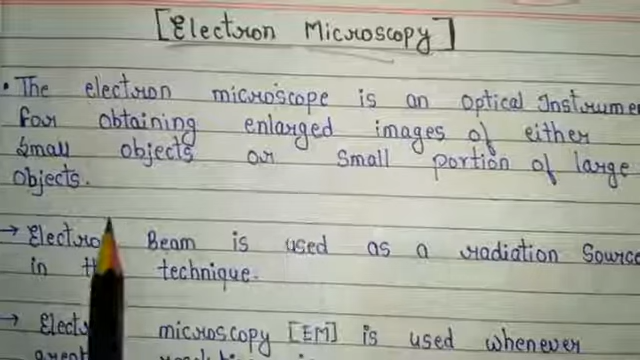 [Electron Microscopy]
• The electron microscope is an optical Instrume
for obtaining enlarged images of either
small objects or small portion of large
objects.
→ Electro Beam is used as a radiation Source
in technique.
→ Elect microscopy [EM] is used whenever